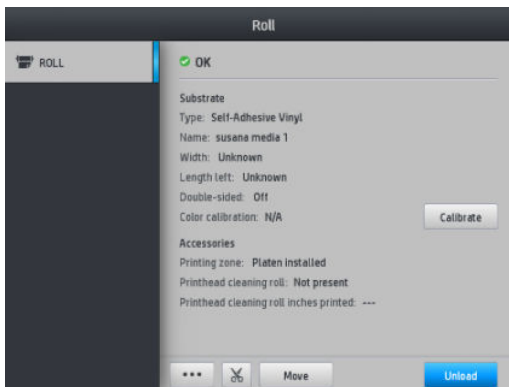 Roll
ROLL
OK
Substrate
Type: Self-Adhesive Vinyl
Name: susana media 1
Width: Unknown
Length left: Unknown
Double-sided: Off
Color calibration: N/A
Calibrate
Accessories
Printing zone: Platen installed
Printhead cleaning roll: Not present
Printhead cleaning roll inches printed: ---
••• Move Unload